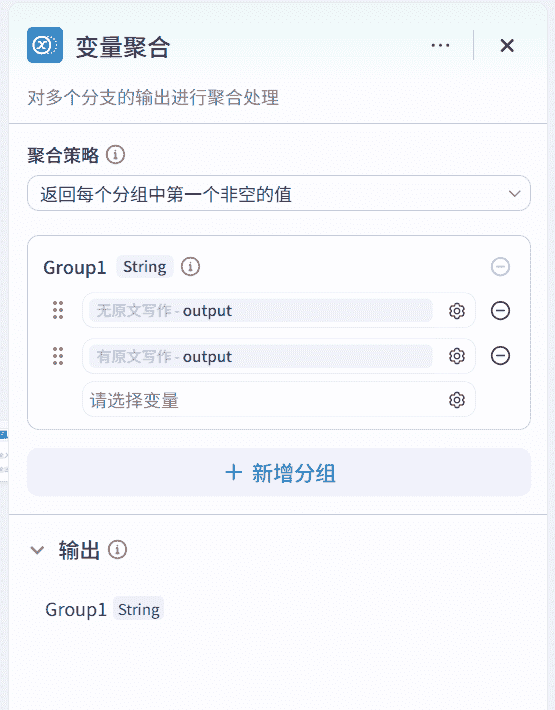 变量聚合
对多个分支的输出进行聚合处理
聚合策略
返回每个分组中第一个非空的值
Group1 String
无原文写作 - output
有原文写作 - output
请选择变量
+ 新增分组
输出
Group1 String